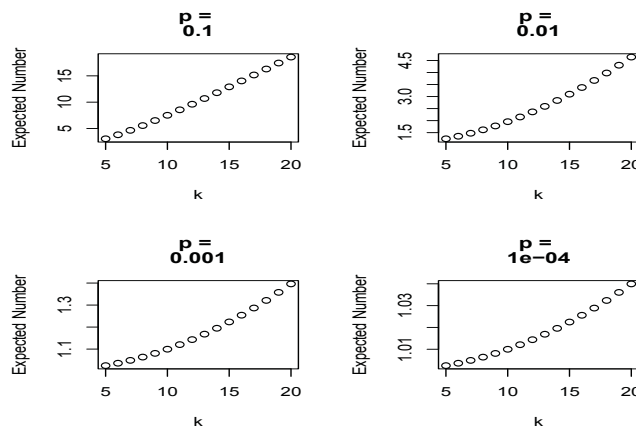 p =
0.1
Expected Number
5 10 15
5 10 15 20
k
p =
0.01
Expected Number
1.5 3.0 4.5
5 10 15 20
k
p =
0.001
Expected Number
1.1 1.3
5 10 15 20
k
p =
1e−04
Expected Number
1.01 1.03
5 10 15 20
k